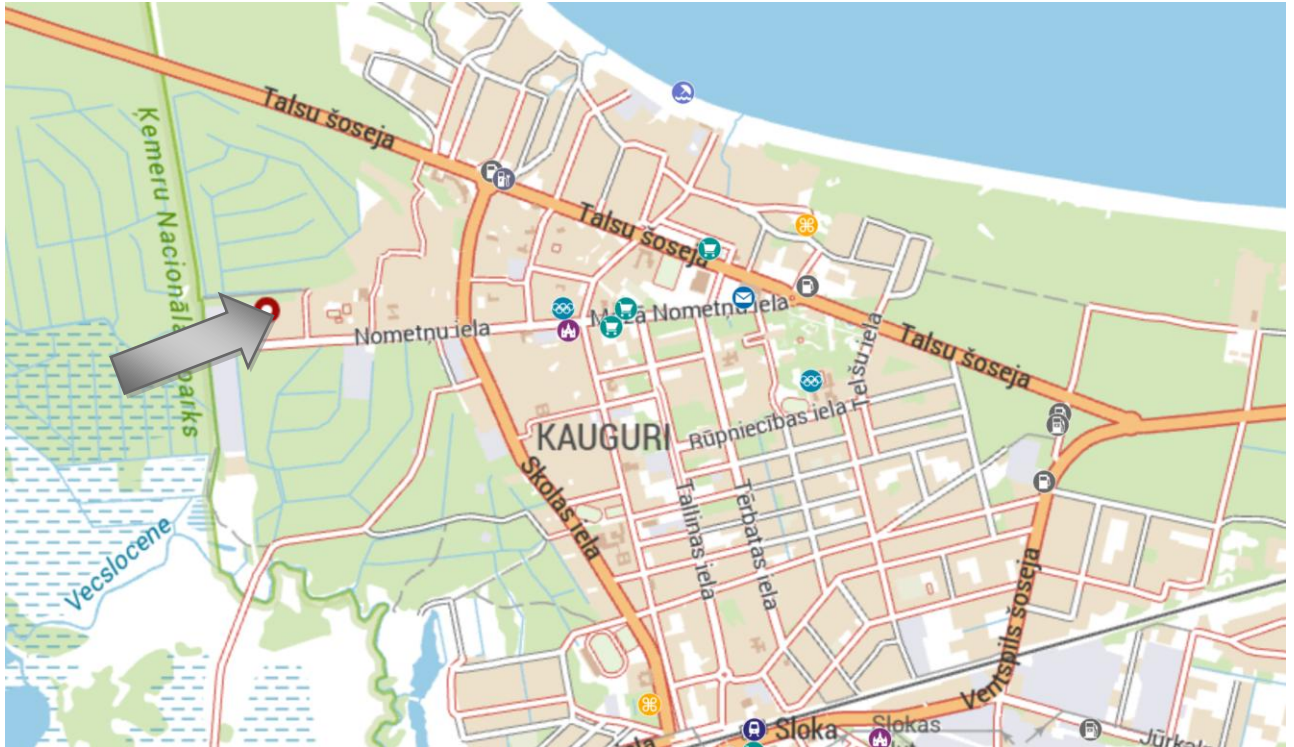 Talsu šoseja
Ķemeru Nacionālais parks
Talsu šoseja
Nometņu iela
Mazā Nometņu iela
Talsu šoseja
Telšu iela
Rūpniecības iela
KAUGURI
Skolas iela
Tallinas iela
Tērbatas iela
Vecslocene
Ventspils šoseja
Sloka
Slokas
iela